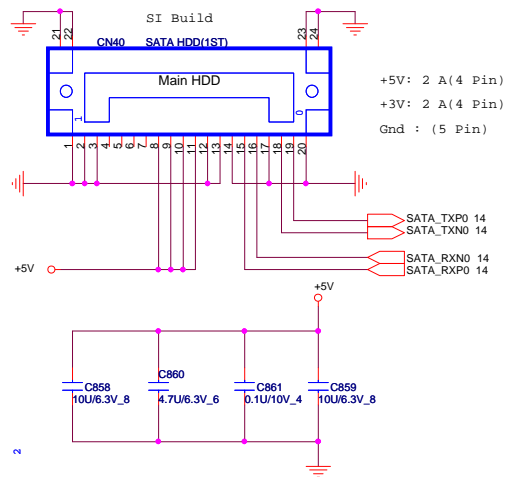 SI Build
21
22
23
24
CN40 SATA HDD(1ST)
Main HDD
1
0
+5V: 2 A(4 Pin)
+3V: 2 A(4 Pin)
Gnd : (5 Pin)
1 2 3 4 5 6 7 8 9 10 11 12 13 14 15 16 17 18 19 20
SATA_TXP0 14
SATA_TXN0 14
SATA_RXN0 14
SATA_RXP0 14
+5V
+5V
C858
10U/6.3V_8
C860
4.7U/6.3V_6
C861
0.1U/10V_4
C859
10U/6.3V_8
2